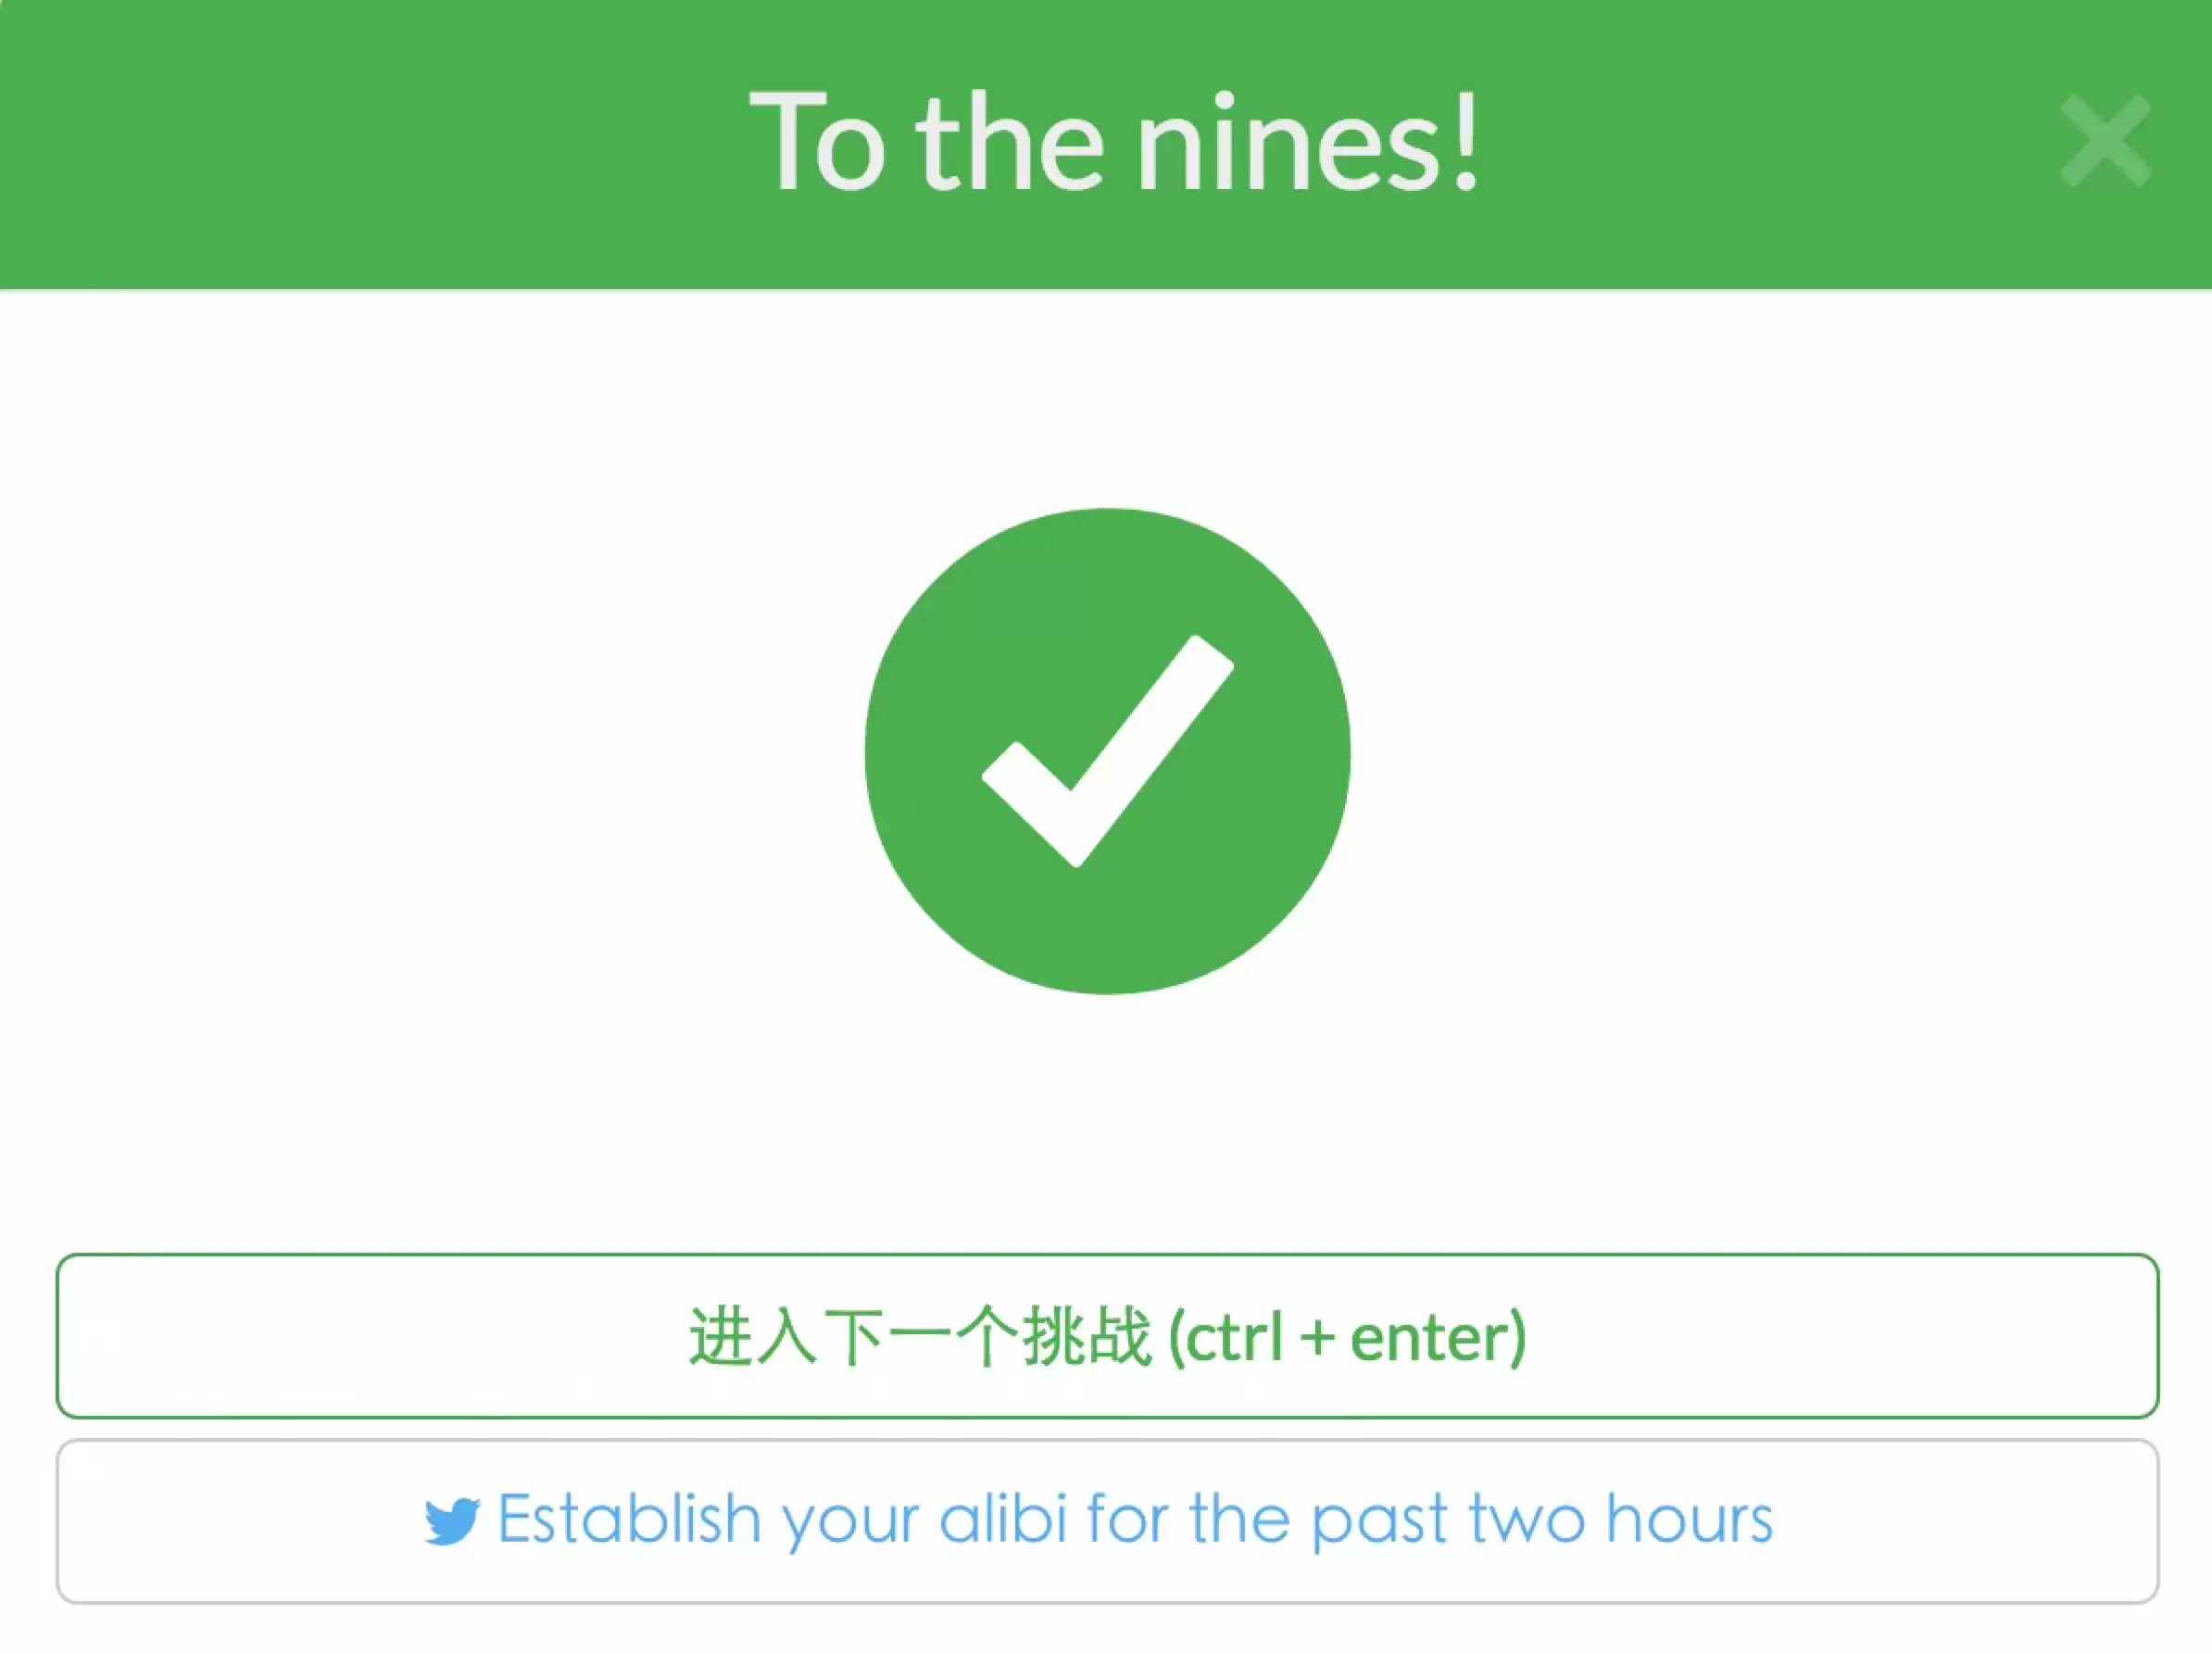 To the nines!
进入下一个挑战 (ctrl + enter)
Establish your alibi for the past two hours